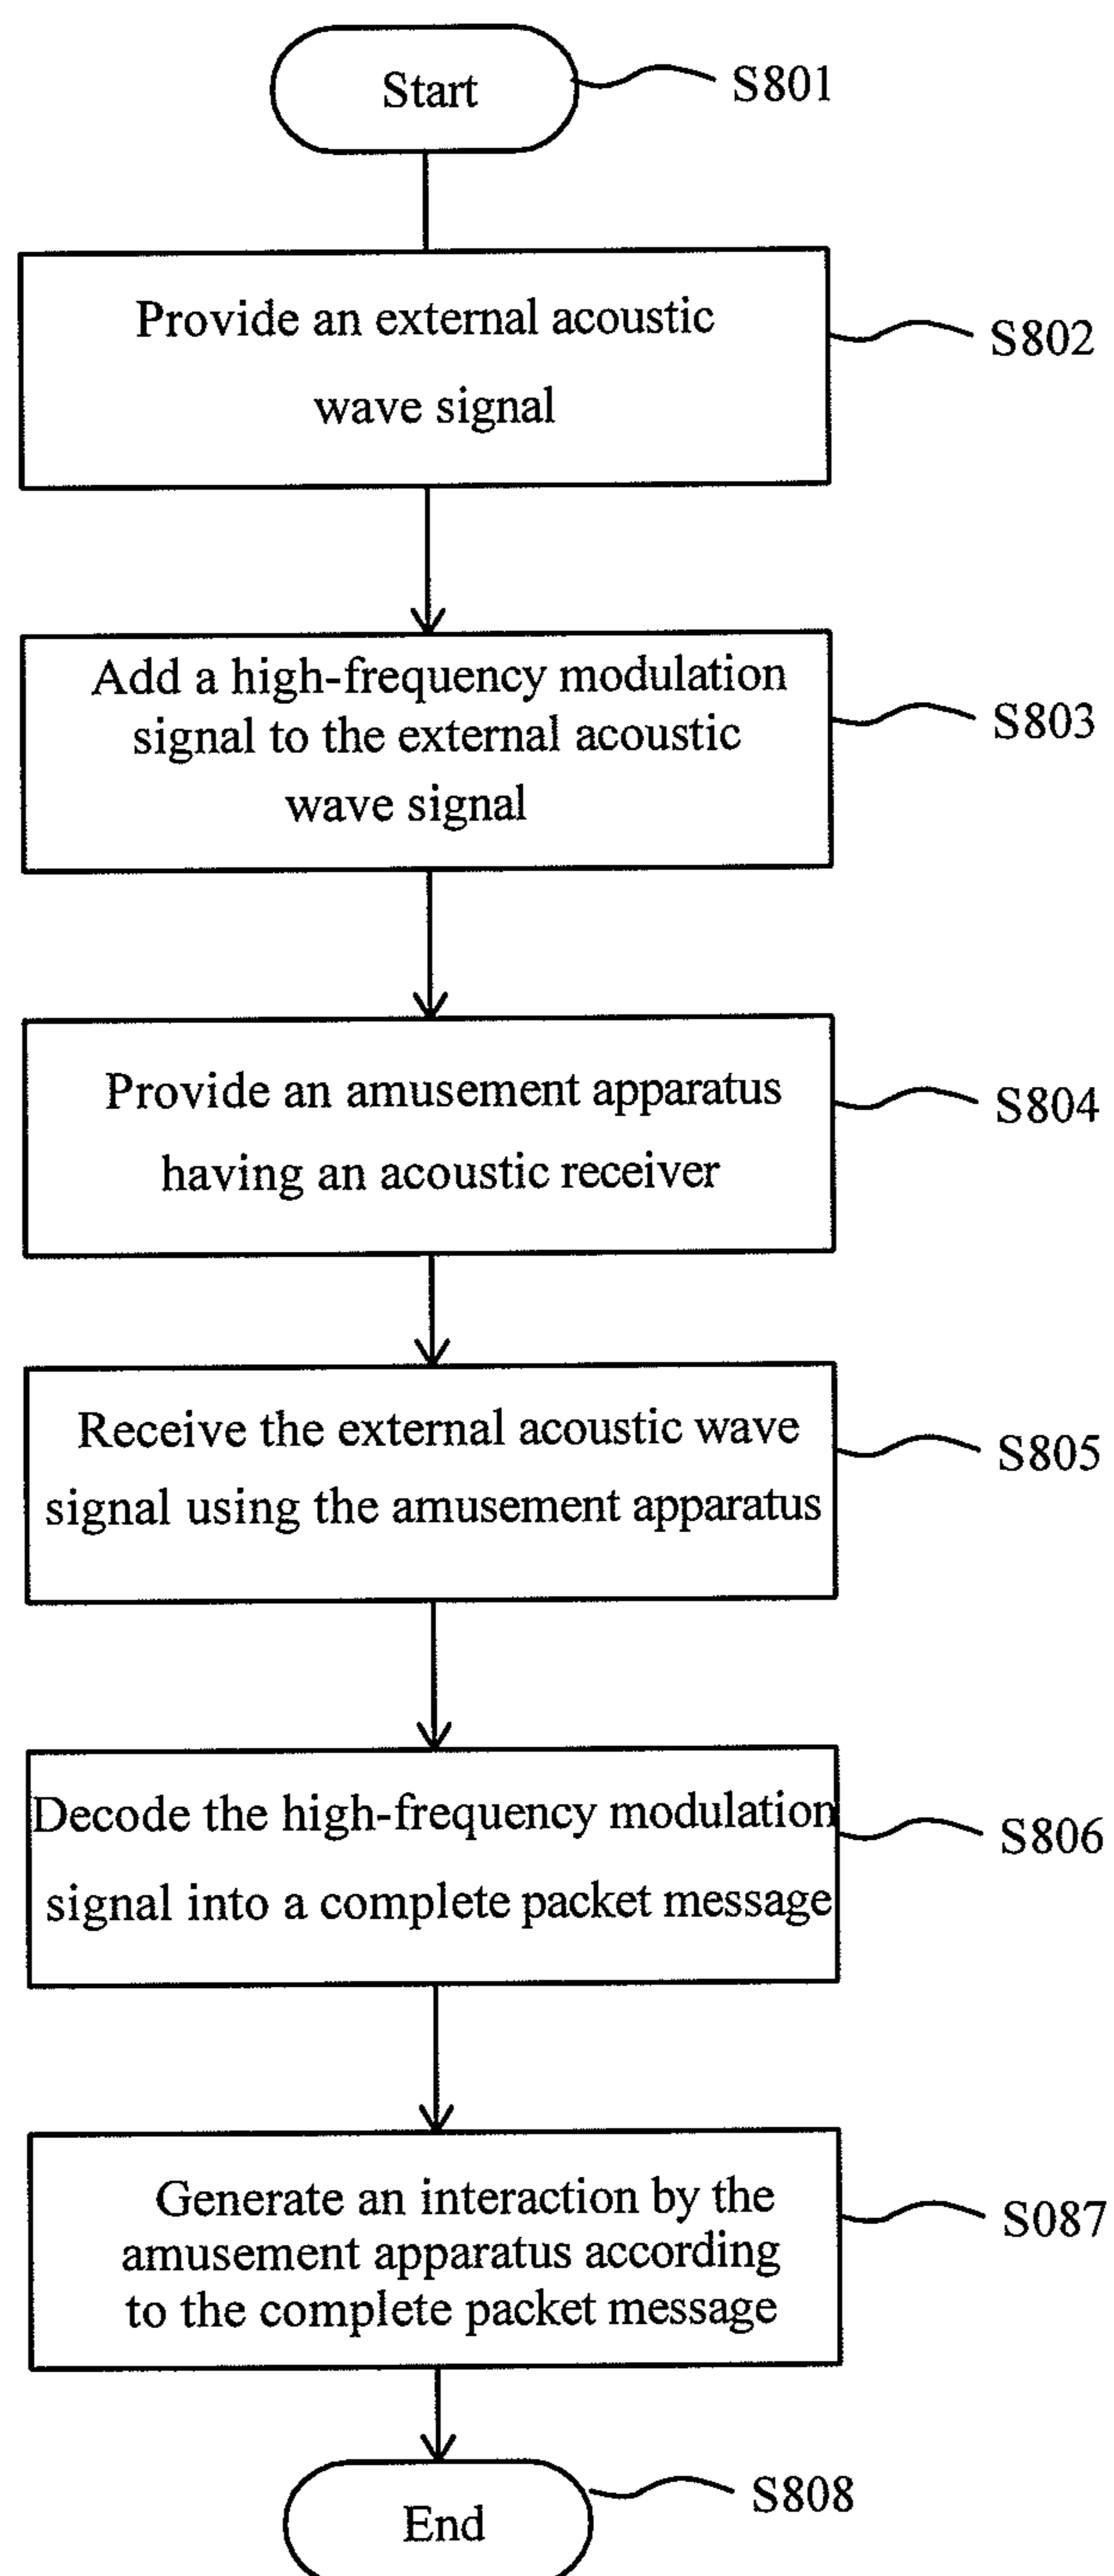 Start
S801
Provide an external acoustic
wave signal
S802
Add a high-frequency modulation
signal to the external acoustic
wave signal
S803
Provide an amusement apparatus
having an acoustic receiver
S804
Receive the external acoustic wave
signal using the amusement apparatus
S805
Decode the high-frequency modulation
signal into a complete packet message
S806
Generate an interaction by the
amusement apparatus according
to the complete packet message
S087
End
S808